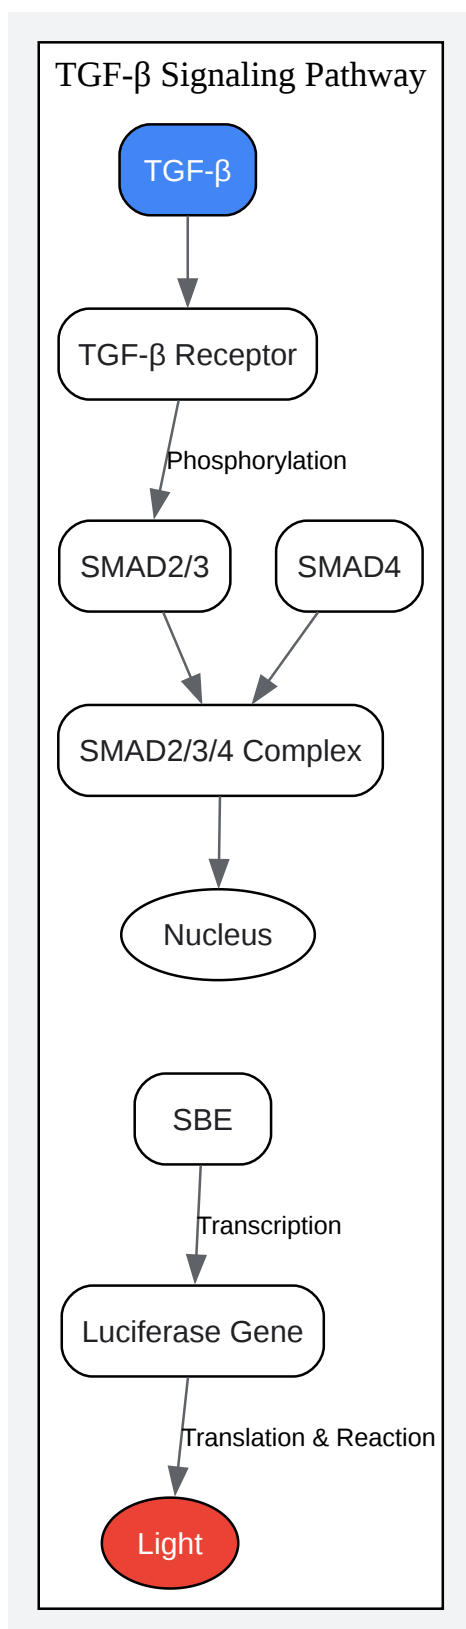 TGF-β Signaling Pathway
TGF-β
TGF-β Receptor
Phosphorylation
SMAD2/3
SMAD4
SMAD2/3/4 Complex
Nucleus
SBE
Transcription
Luciferase Gene
Translation & Reaction
Light